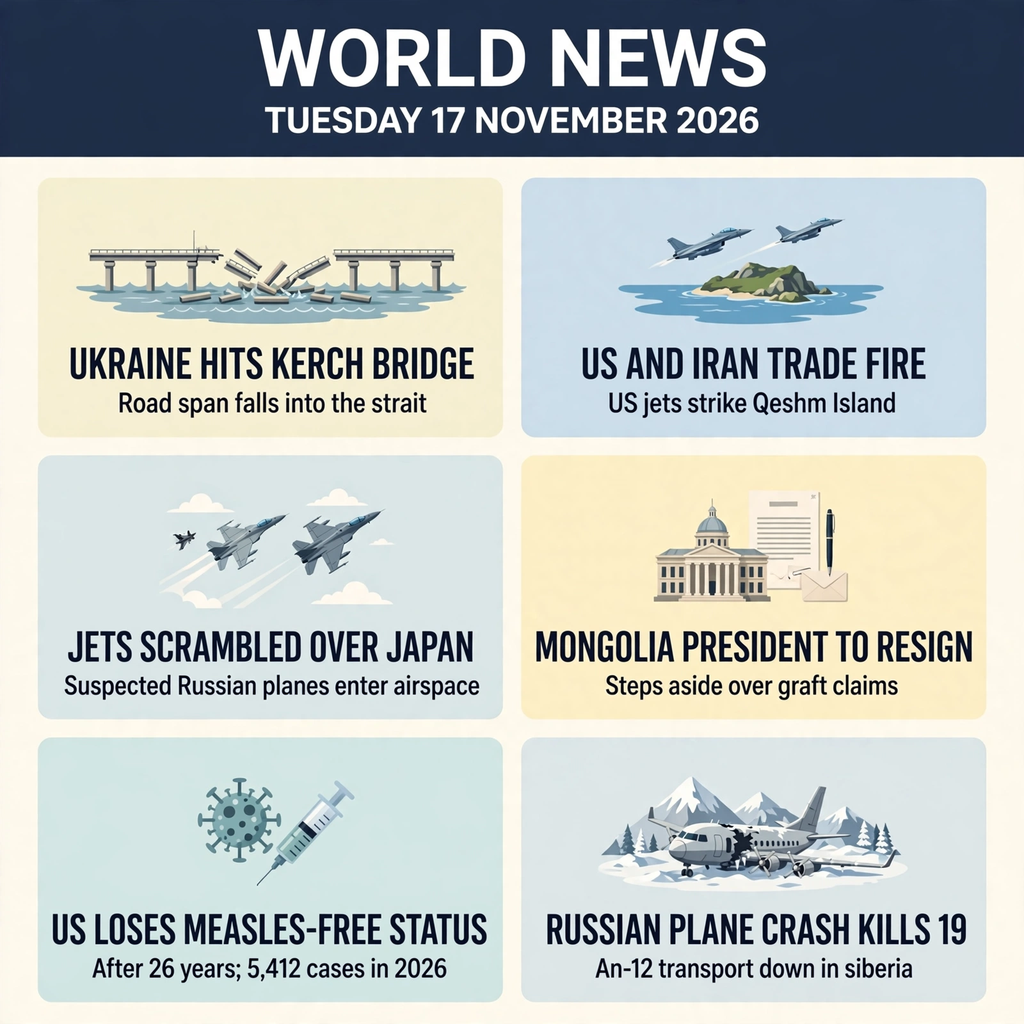 WORLD NEWS
TUESDAY 17 NOVEMBER 2026
UKRAINE HITS KERCH BRIDGE
Road span falls into the strait
US AND IRAN TRADE FIRE
US jets strike Qeshm Island
JETS SCRAMBLED OVER JAPAN
Suspected Russian planes enter airspace
MONGOLIA PRESIDENT TO RESIGN
Steps aside over graft claims
US LOSES MEASLES-FREE STATUS
After 26 years; 5,412 cases in 2026
RUSSIAN PLANE CRASH KILLS 19
An-12 transport down in siberia